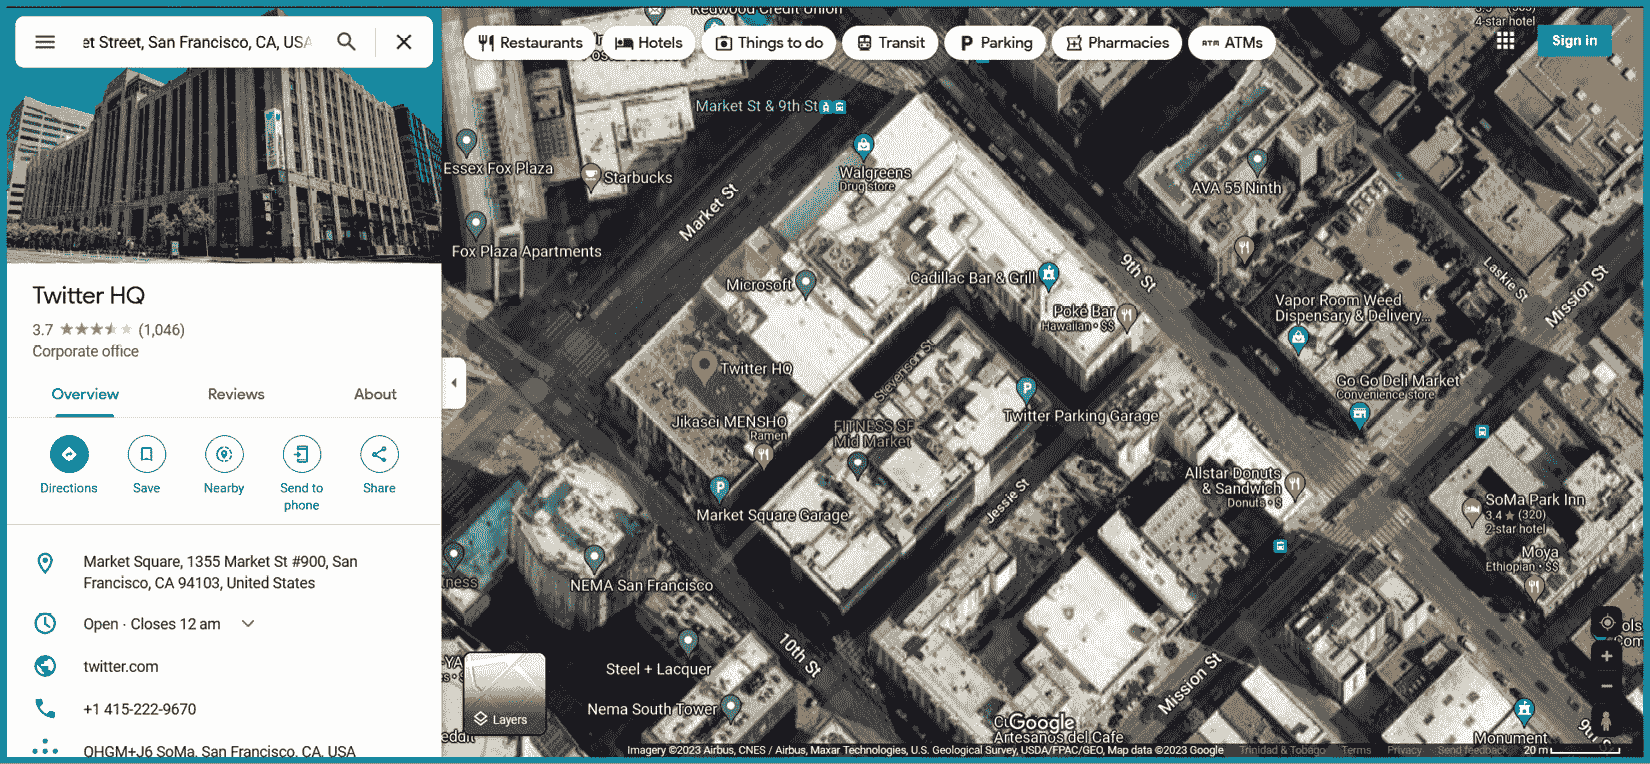 et Street, San Francisco, CA, USA
Restaurants
Hotels
Things to do
Transit
Parking
Pharmacies
ATMs
Sign in
Twitter HQ
3.7 ★★★★★ (1,046)
Corporate office
Overview
Reviews
About
Directions
Save
Nearby
Send to
phone
Share
Market Square, 1355 Market St #900, San
Francisco, CA 94103, United States
Open · Closes 12 am
twitter.com
+1 415-222-9670
QHGM+J6 SoMa, San Francisco, CA, USA
Redwood Credit Union
4-star hotel
Market St & 9th St
Essex Fox Plaza
Starbucks
Walgreens
Drug store
AVA 55 Ninth
Market St
Fox Plaza Apartments
Microsoft
Cadillac Bar & Grill
9th St
Laskie St
Mission St
Poké Bar
Hawaiian • $$
Vapor Room Weed
Dispensary & Delivery...
Twitter HQ
Stevenson St
Go Go Deli Market
Convenience store
Jikasei MENSHO
Ramen
FITNESS SF
Mid Market
Twitter Parking Garage
Allstar Donuts
& Sandwich
Donuts • $
Market Square Garage
Jessie St
SoMa Park Inn
3.4 ★ (320)
2-star hotel
Moya
Ethiopian • $$
tness
NEMA San Francisco
10th St
Steel + Lacquer
Mission St
Nema South Tower
Layers
Google
Artesanos del Cafe
Monument
Imagery ©2023 Airbus, CNES / Airbus, Maxar Technologies, U.S. Geological Survey, USDA/FPAC/GEO, Map data ©2023 Google
Trinidad & Tobago
Terms
Privacy
Send feedback
20 m